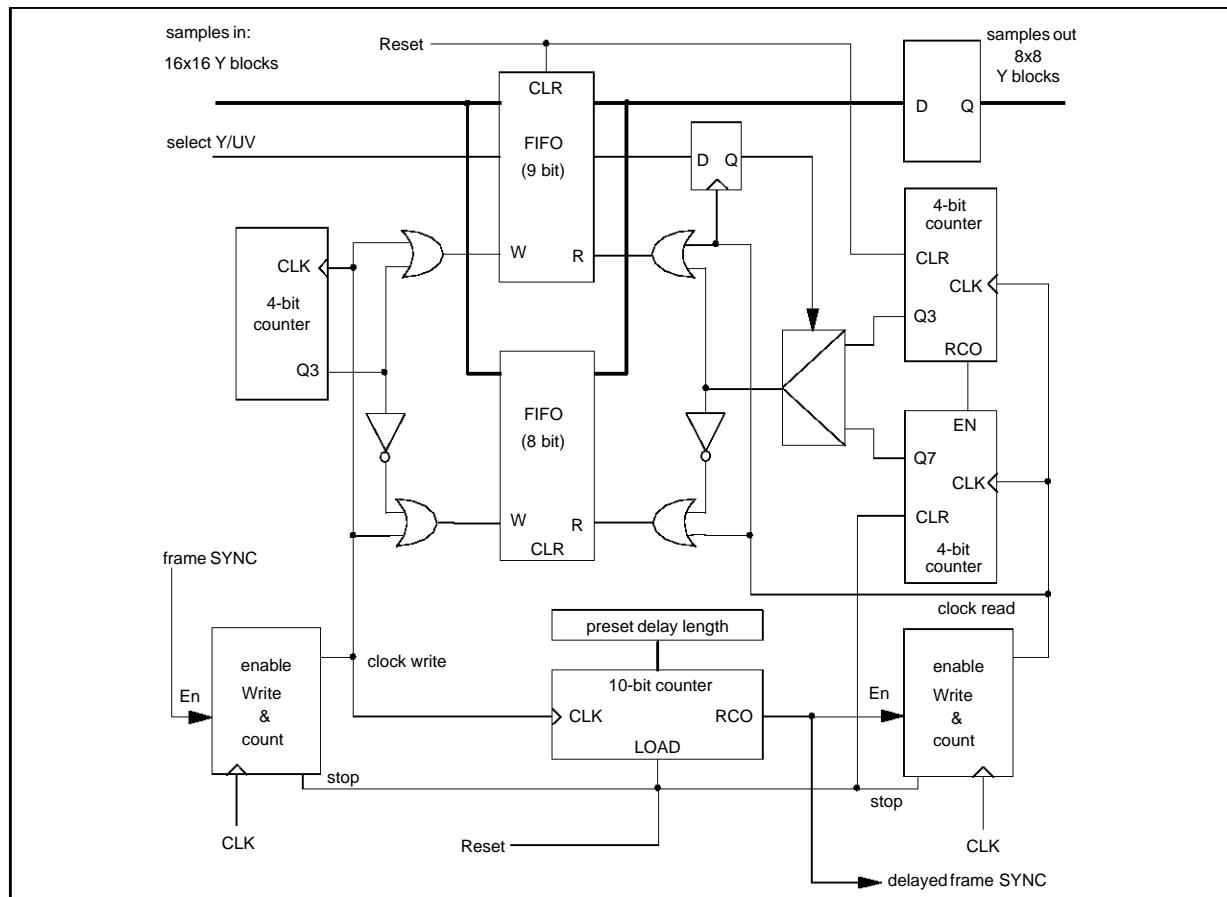 samples in:
16x16 Y blocks
Reset
samples out
8x8
Y blocks
CLR
D Q
select Y/UV
FIFO
(9 bit)
D Q
4-bit
counter
CLR
W
R
CLK
4-bit
counter
Q3
CLK
Q3
RCO
FIFO
(8 bit)
EN
Q7
CLK
W
R
CLR
CLR
4-bit
counter
frame SYNC
clock read
preset delay length
enable
Write
&
count
En
clock write
10-bit counter
CLK
RCO
LOAD
En
enable
Write
&
count
stop
stop
CLK
Reset
CLK
delayed frame SYNC